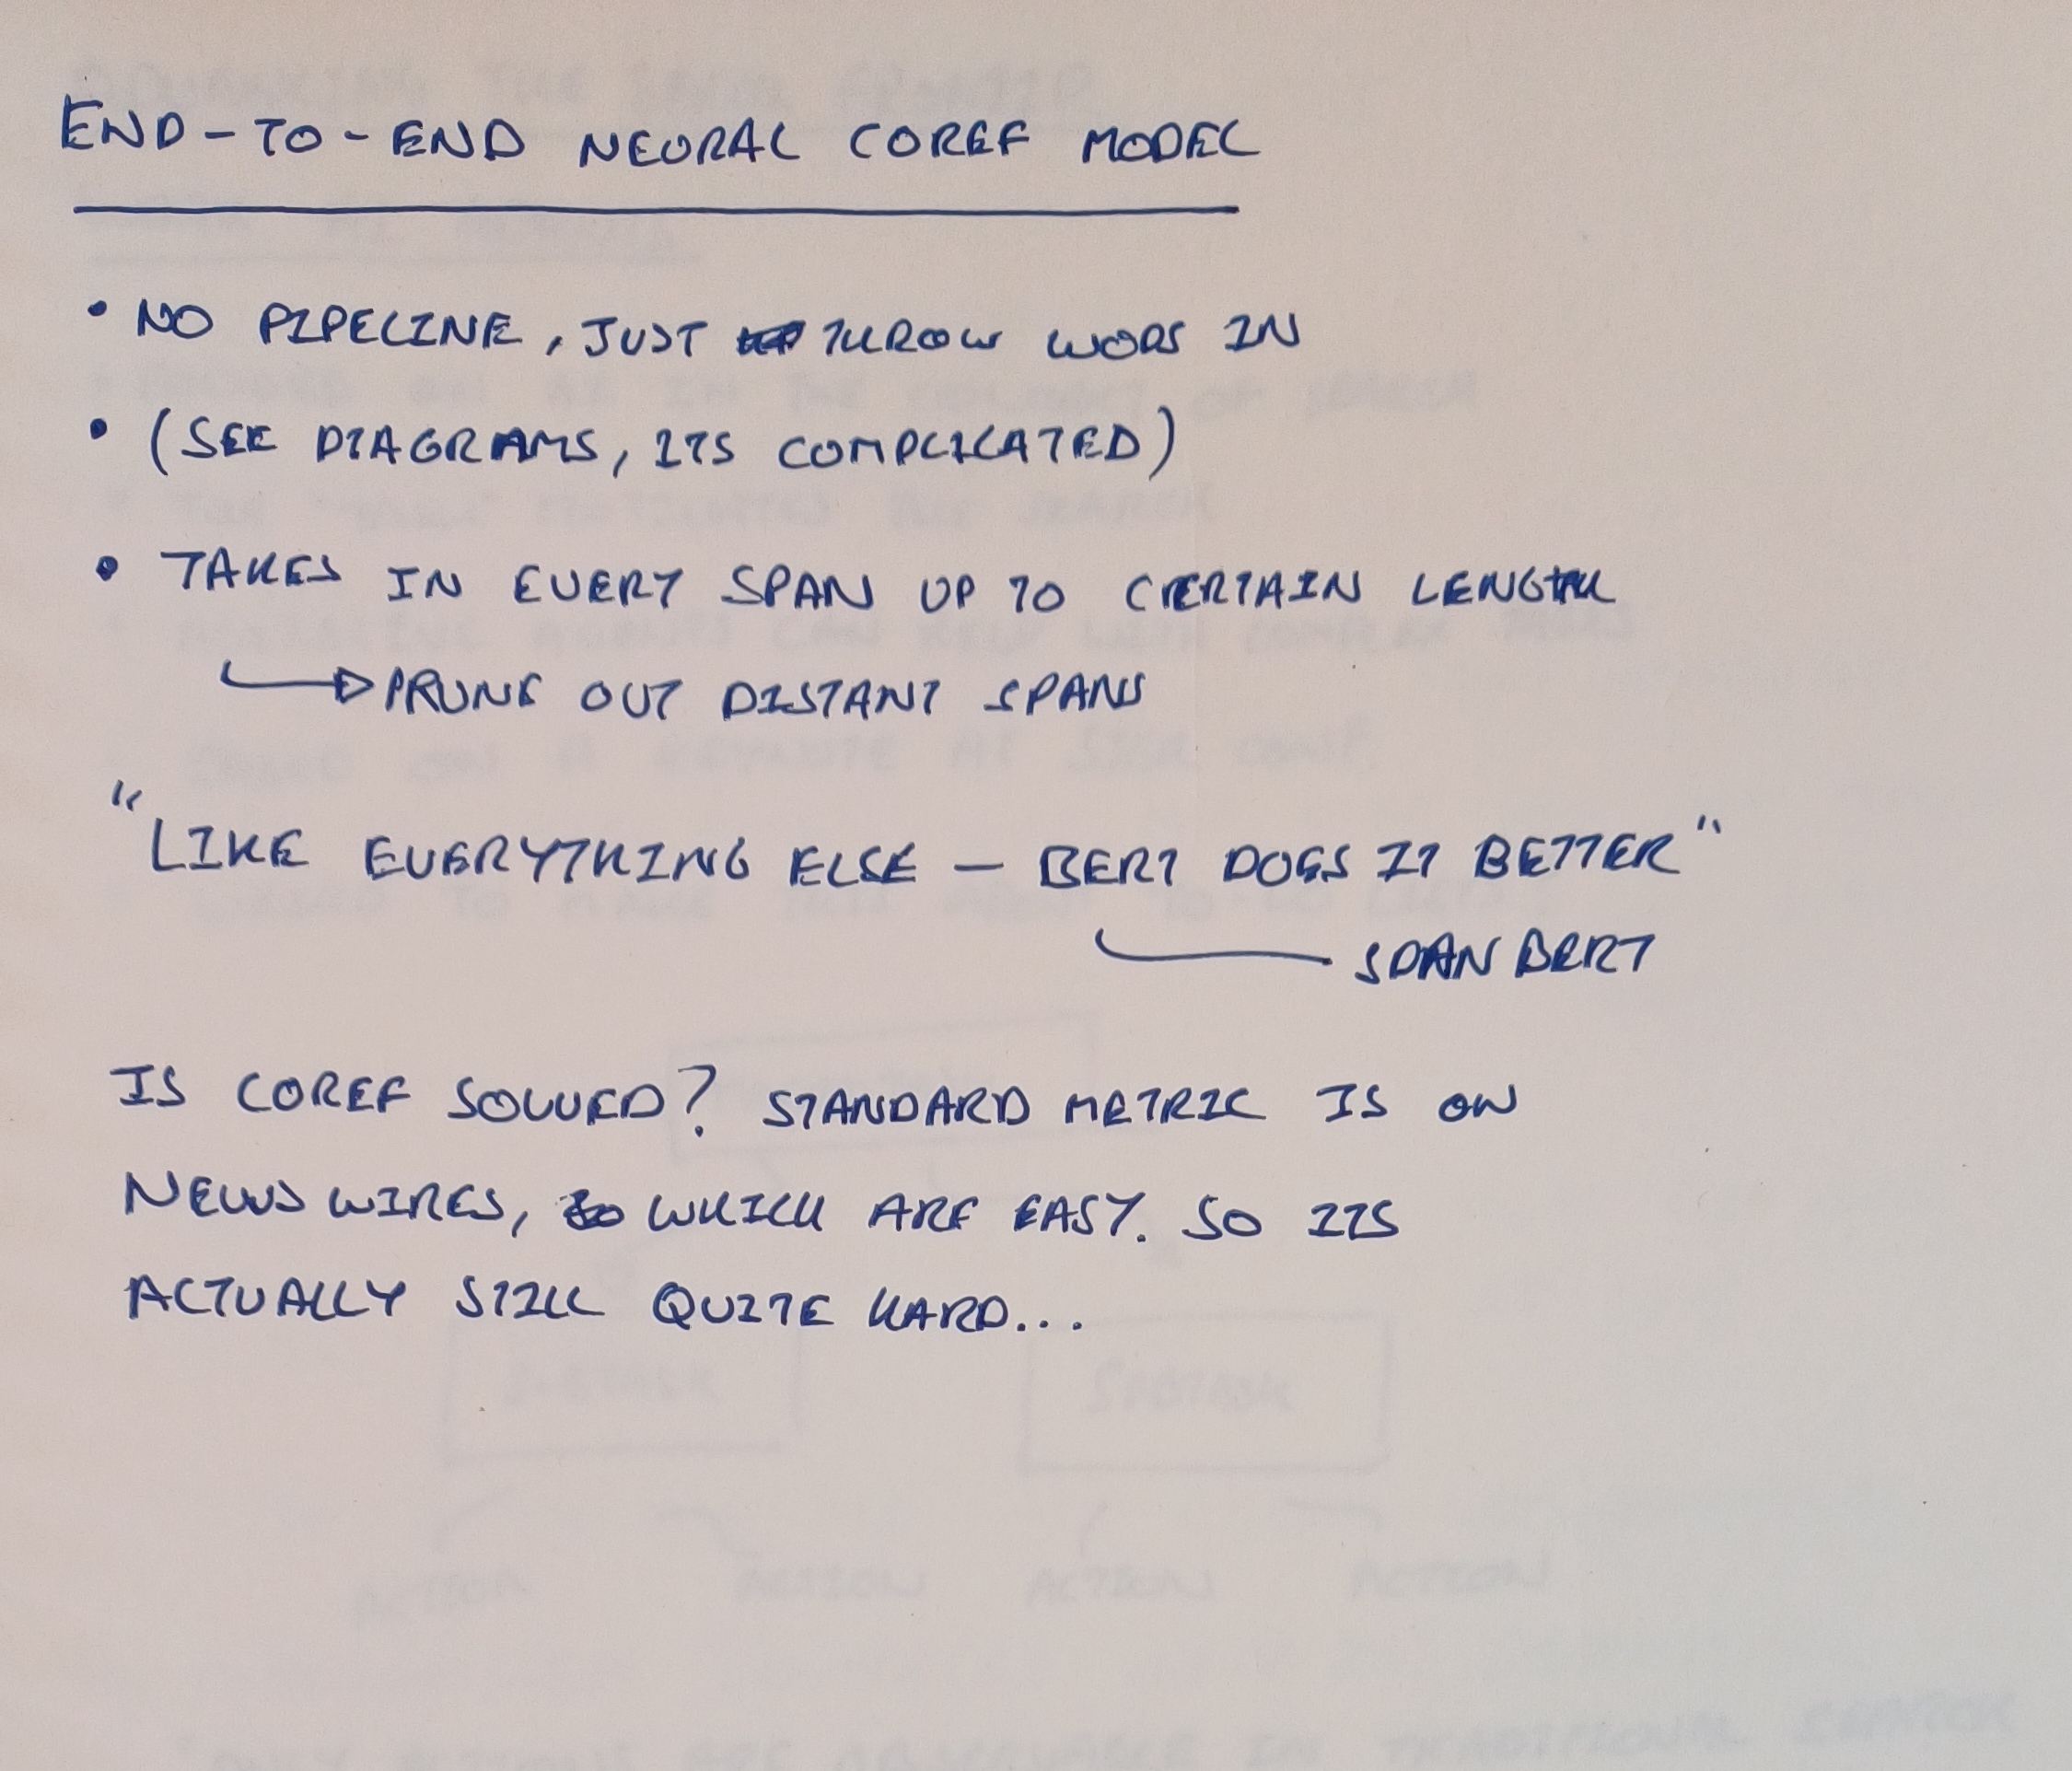 END-TO-END NEURAL COREF MODEL
• NO PIPELINE, JUST THROW WORDS IN
• (SEE DIAGRAMS, ITS COMPLICATED)
• TAKES IN EVERY SPAN UP TO CERTAIN LENGTH
PRUNE OUT DISTANT SPANS
"LIKE EVERYTHING ELSE - BERT DOES IT BETTER"
SPANBERT
IS COREF SOLVED? STANDARD METRIC IS ON
NEWSWIRES, WHICH ARE EASY. SO ITS
ACTUALLY STILL QUITE HARD...